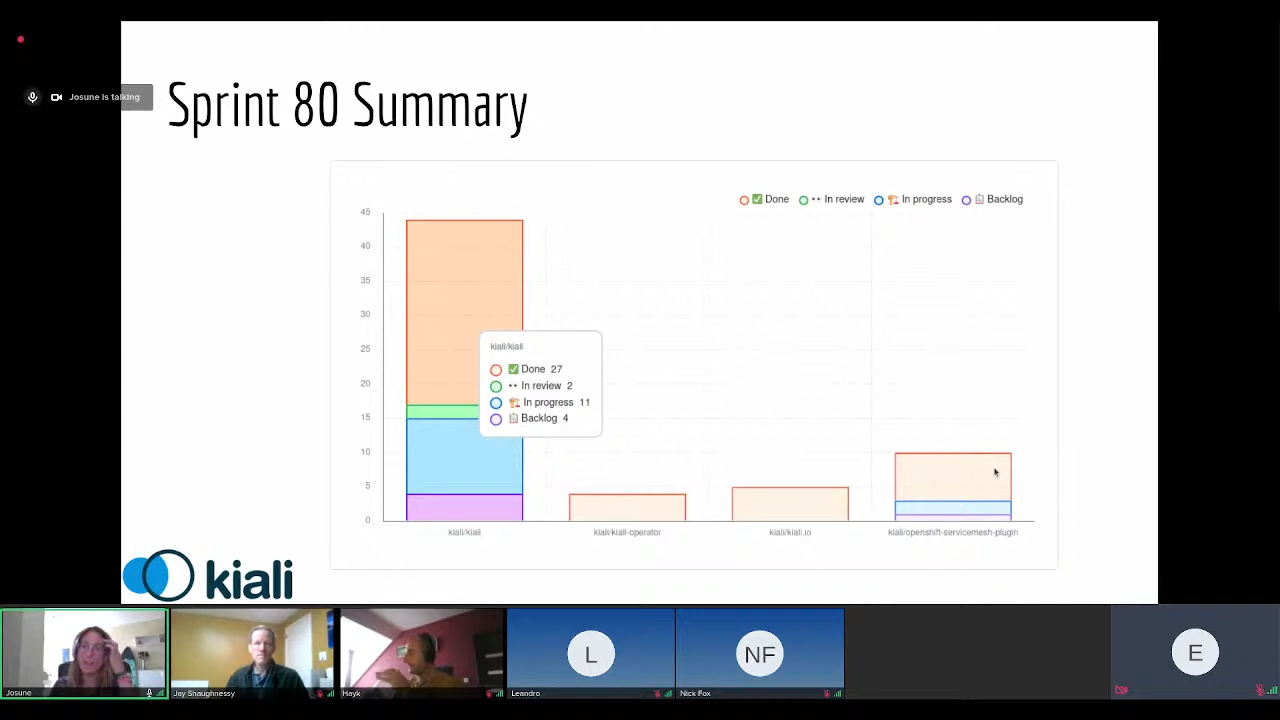 Josune is talking
Sprint 80 Summary
✅ Done 👀 In review 🏗️ In progress 📋 Backlog
45
40
35
30
25
20
15
10
5
0
kiali/kiali
✅ Done 27
👀 In review 2
🏗️ In progress 11
📋 Backlog 4
kiali/kiali kiali/kiali-operator kiali/kiali.io kiali/openshift-servicemesh-plugin
kiali
L NF E
Josune Jay Shaughnessy Hayk Leandro Nick Fox